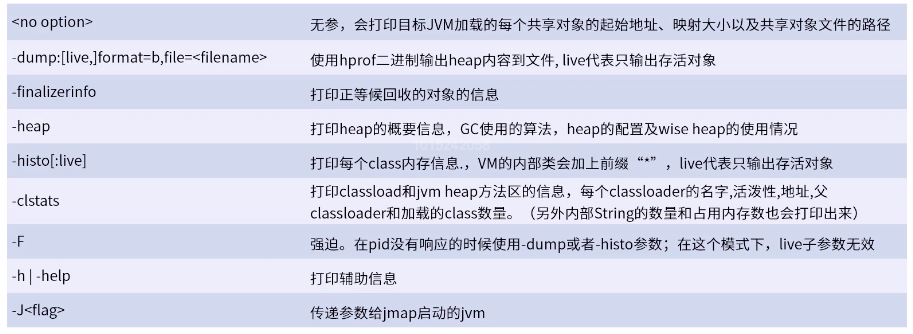 <no option> 无参，会打印目标JVM加载的每个共享对象的起始地址、映射大小以及共享对象文件的路径
-dump:[live,]format=b,file=<filename> 使用hprof二进制输出heap内容到文件, live代表只输出存活对象
-finalizerinfo 打印正等候回收的对象的信息
-heap 打印heap的概要信息，GC使用的算法，heap的配置及wise heap的使用情况
-histo[:live] 打印每个class内存信息.，VM的内部类会加上前缀“*”，live代表只输出存活对象
-clstats 打印classload和jvm heap方法区的信息，每个classloader的名字,活泼性,地址,父
classloader和加载的class数量。（另外内部String的数量和占用内存数也会打印出来）
-F 强迫。在pid没有响应的时候使用-dump或者-histo参数；在这个模式下，live子参数无效
-h | -help 打印辅助信息
-J<flag> 传递参数给jmap启动的jvm